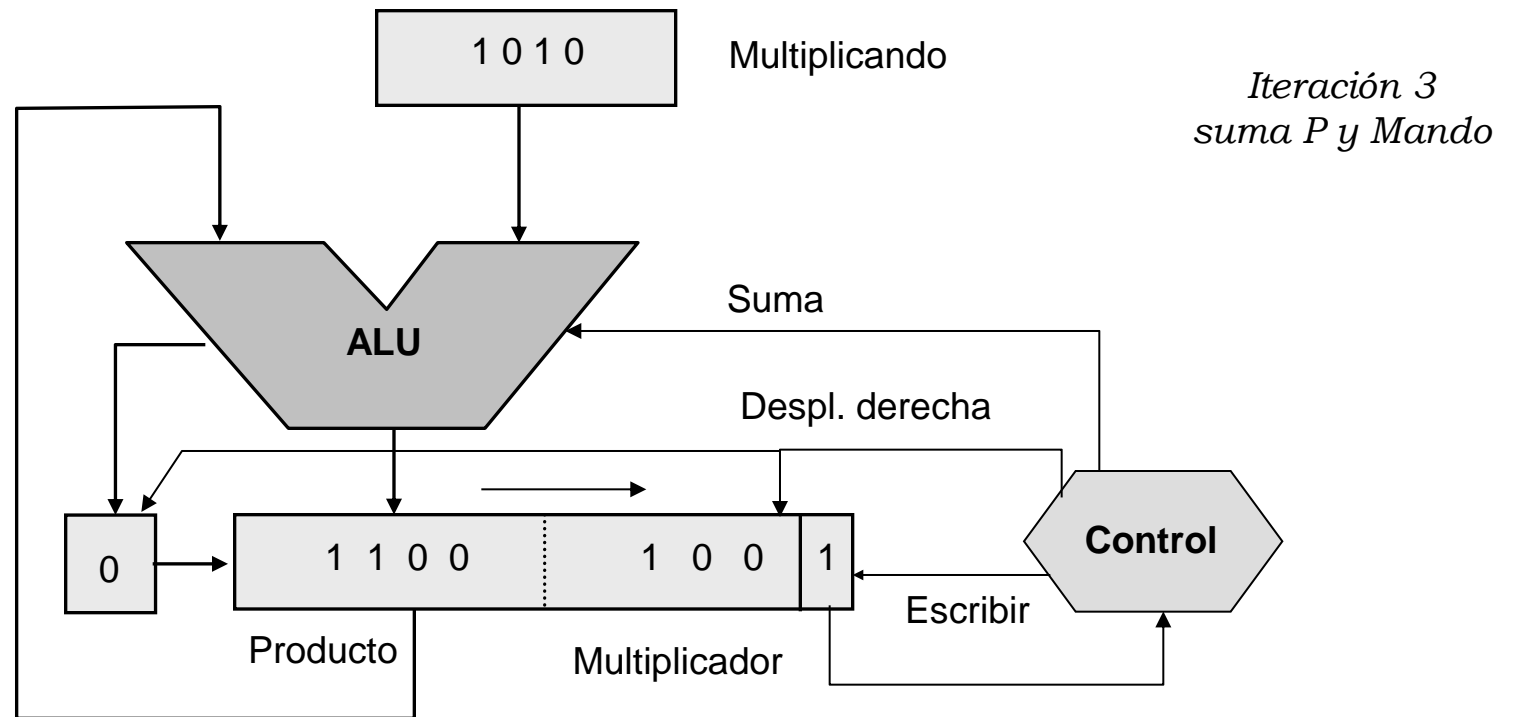 1 0 1 0
Multiplicando
Iteración 3
suma P y Mando
Suma
ALU
Despl. derecha
0
1 1 0 0
1 0 0
1
Control
Escribir
Producto
Multiplicador